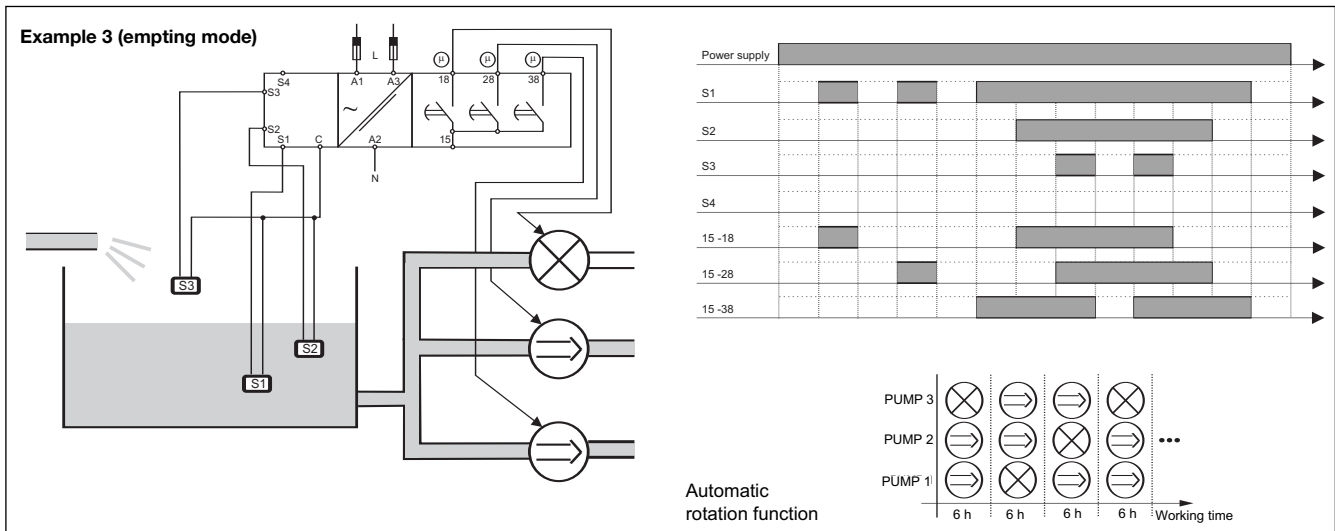 Example 3 (empting mode)
L
μ μ μ
S4 A1 A3 18 28 38
S3
~
S2
S1 C A2 15
N
S3
S2
S1
Power supply
S1
S2
S3
S4
15 -18
15 -28
15 -38
PUMP 3
PUMP 2 •••
PUMP 1
6 h 6 h 6 h 6 h Working time
Automatic
rotation function